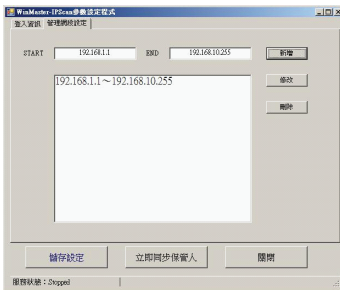 WinMaster-IPScan參數設定程式
登入資訊 管理網段設定
START 192.168.1.1 END 192.168.10.255 新增
192.168.1.1～192.168.10.255
修改
刪除
儲存設定 立即同步保管人 關閉
服務狀態：Stopped